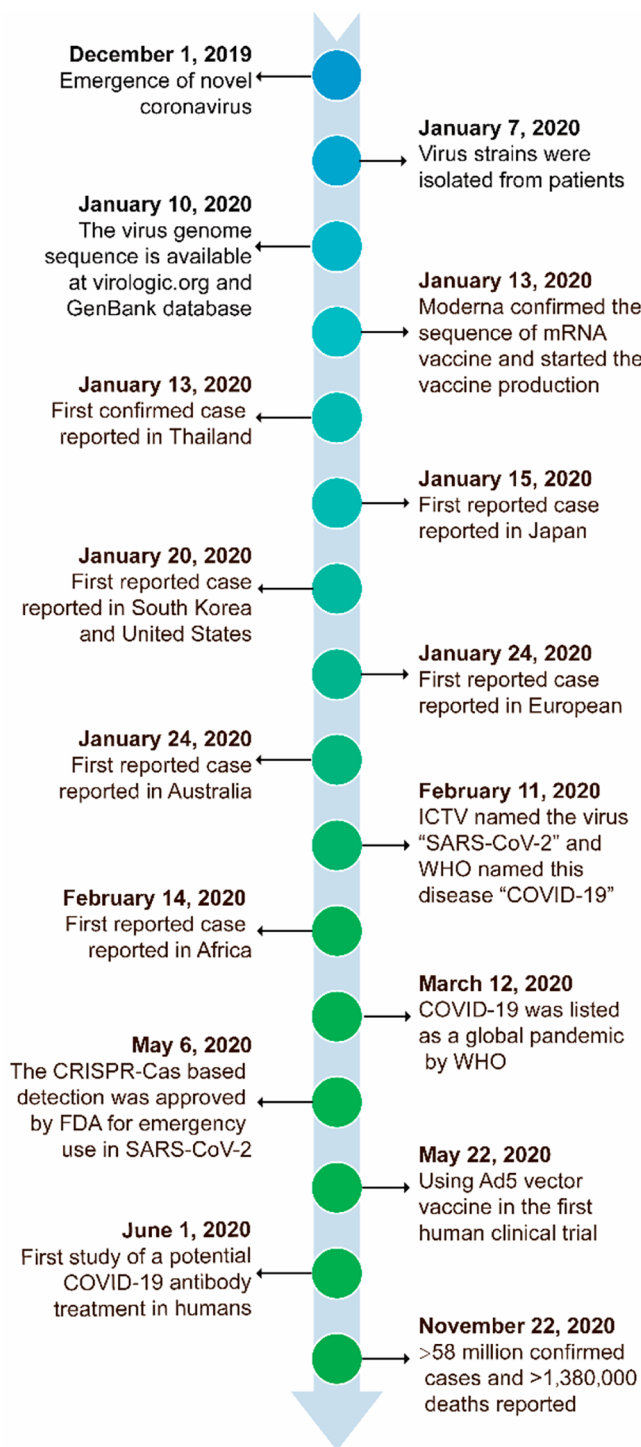 December 1, 2019
Emergence of novel
coronavirus
January 7, 2020
Virus strains were
isolated from patients
January 10, 2020
The virus genome
sequence is available
at virologic.org and
GenBank database
January 13, 2020
Moderna confirmed the
sequence of mRNA
vaccine and started the
vaccine production
January 13, 2020
First confirmed case
reported in Thailand
January 15, 2020
First reported case
reported in Japan
January 20, 2020
First reported case
reported in South Korea
and United States
January 24, 2020
First reported case
reported in European
January 24, 2020
First reported case
reported in Australia
February 11, 2020
ICTV named the virus
“SARS-CoV-2” and
WHO named this
disease “COVID-19”
February 14, 2020
First reported case
reported in Africa
March 12, 2020
COVID-19 was listed
as a global pandemic
by WHO
May 6, 2020
The CRISPR-Cas based
detection was approved
by FDA for emergency
use in SARS-CoV-2
May 22, 2020
Using Ad5 vector
vaccine in the first
human clinical trial
June 1, 2020
First study of a potential
COVID-19 antibody
treatment in humans
November 22, 2020
>58 million confirmed
cases and >1,380,000
deaths reported